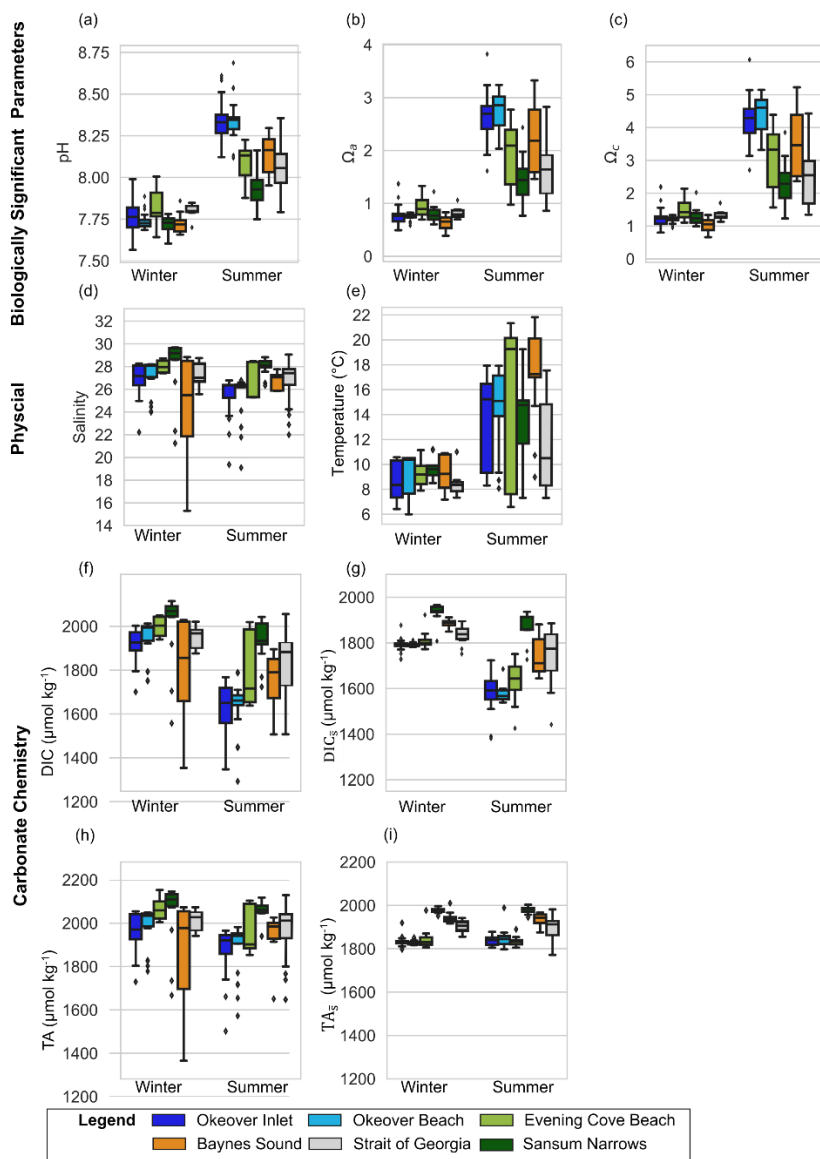 Biologically Significant Parameters
(a)
pH
8.75
8.50
8.25
8.00
7.75
7.50
Winter
Summer
(b)
Ωa
4
3
2
1
0
Winter
Summer
(c)
Ωc
6
5
4
3
2
1
0
Winter
Summer
Physcial
(d)
Salinity
32
30
28
26
24
22
20
18
16
14
Winter
Summer
(e)
Temperature (°C)
22
20
18
16
14
12
10
8
6
Winter
Summer
Carbonate Chemistry
(f)
DIC (µmol kg⁻¹)
2000
1800
1600
1400
1200
Winter
Summer
(g)
DICs̅ (µmol kg⁻¹)
2000
1800
1600
1400
1200
Winter
Summer
(h)
TA (µmol kg⁻¹)
2200
2000
1800
1600
1400
1200
Winter
Summer
(i)
TAs̅ (µmol kg⁻¹)
2200
2000
1800
1600
1400
1200
Winter
Summer
Legend
Okeover Inlet
Okeover Beach
Evening Cove Beach
Baynes Sound
Strait of Georgia
Sansum Narrows